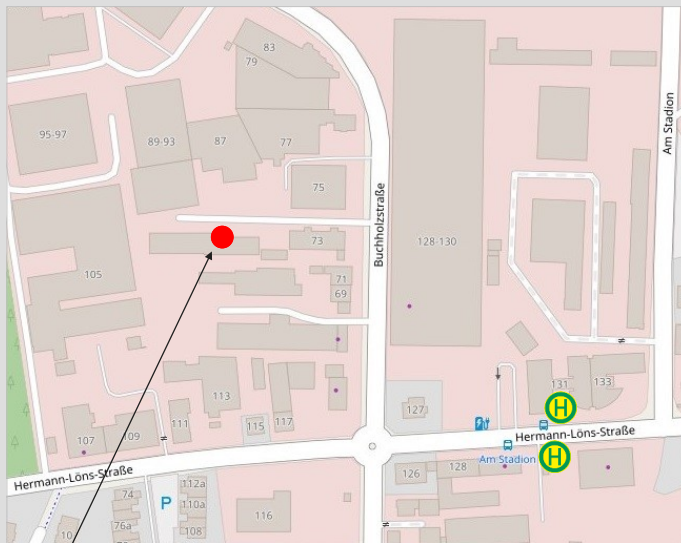 83
79
95-97
89-93
87
77
75
Am Stadion
Buchholzstraße
73
128-130
105
71
69
113
131
133
127
H
107
109
111
115
117
Hermann-Löns-Straße
Am Stadion
H
Hermann-Löns-Straße
126
128
74
112a
110a
P
76a
108
116
10